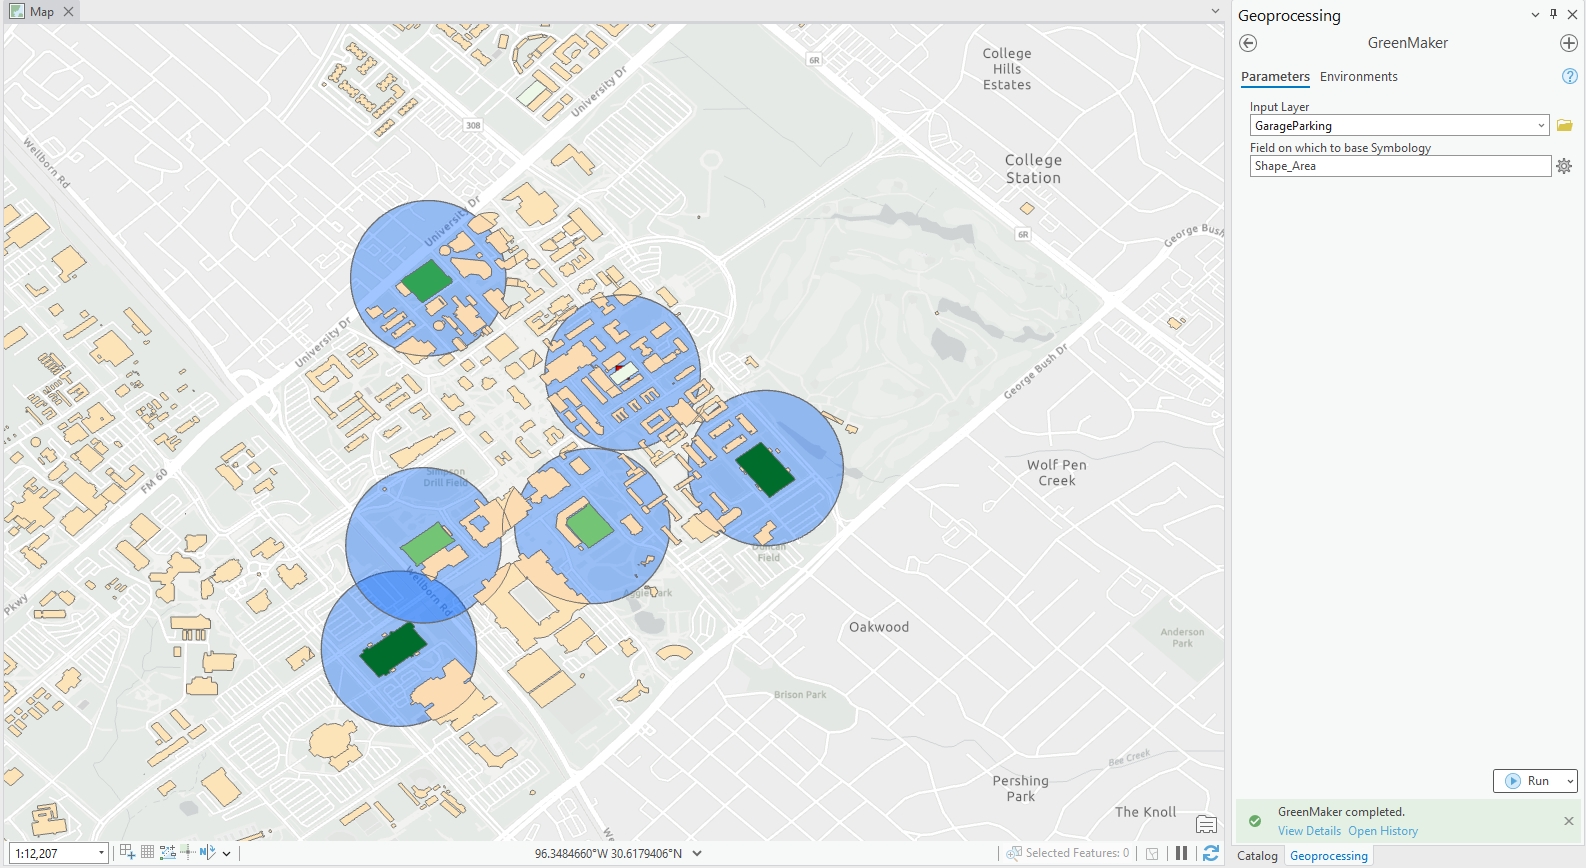 Map
Geoprocessing
GreenMaker
Parameters
Environments
Input Layer
GarageParking
Field on which to base Symbology
Shape_Area
College
Hills
Estates
6R
University Dr
308
Wellborn Rd
College
Station
6R
George Bush
University Dr
University Dr
George Bush Dr
FM 60
Simpson
Drill Field
Wolf Pen
Creek
Duncan
Field
Wellborn Rd
Aggie Park
Pkwy
Oakwood
Anderson
Park
Brison Park
Bee Creek
Pershing
Park
The Knoll
We
Run
GreenMaker completed.
View Details Open History
1:12,207
96.3484660°W 30.6179406°N
Selected Features: 0
Catalog
Geoprocessing